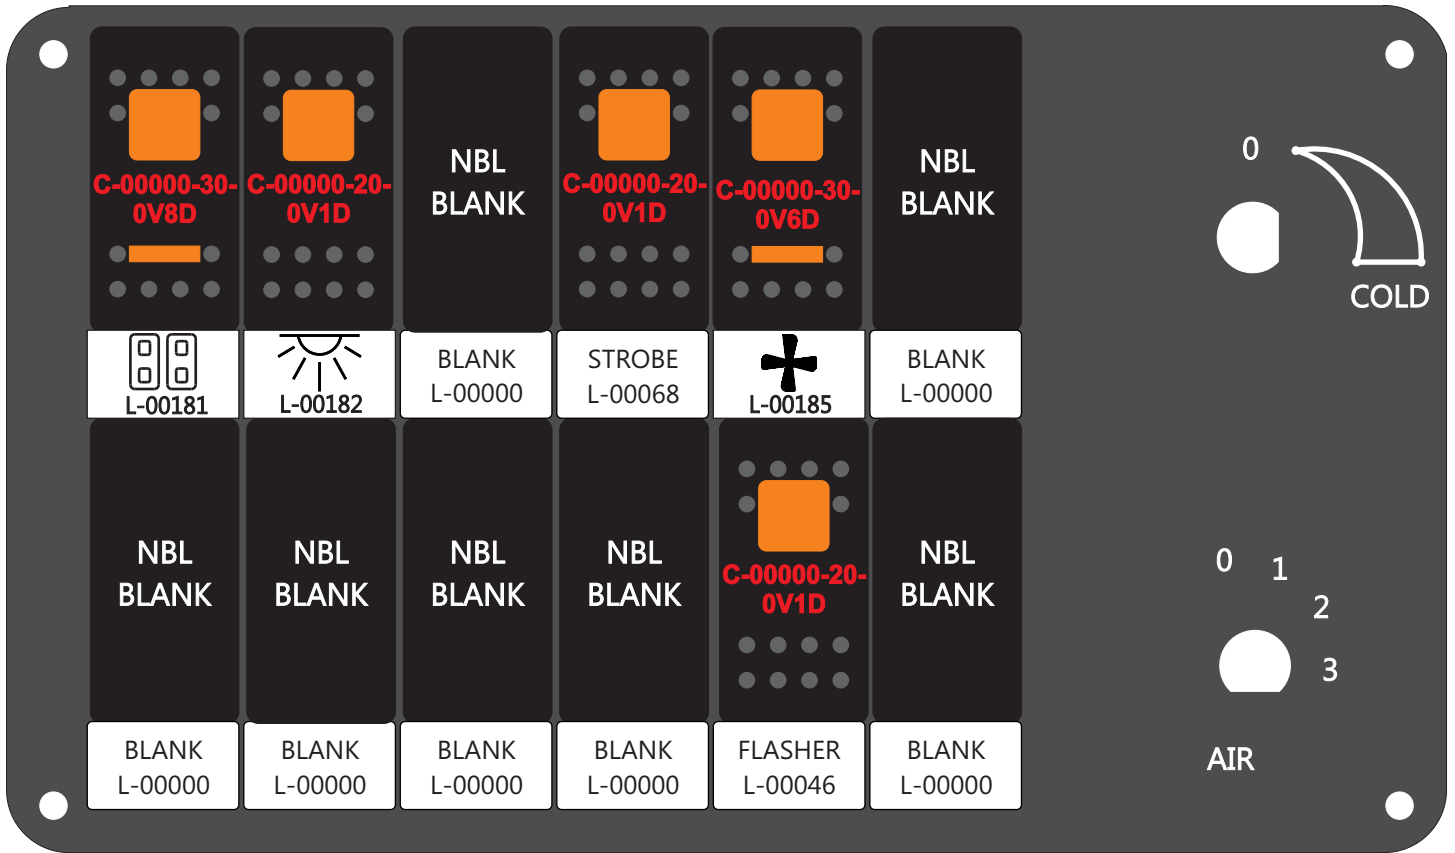 C-00000-30-
0V8D
C-00000-20-
0V1D
NBL
BLANK
C-00000-20-
0V1D
C-00000-30-
0V6D
NBL
BLANK
L-00181
L-00182
BLANK
L-00000
STROBE
L-00068
L-00185
BLANK
L-00000
NBL
BLANK
NBL
BLANK
NBL
BLANK
NBL
BLANK
C-00000-20-
0V1D
NBL
BLANK
BLANK
L-00000
BLANK
L-00000
BLANK
L-00000
BLANK
L-00000
FLASHER
L-00046
BLANK
L-00000
0
COLD
0
1
2
3
AIR